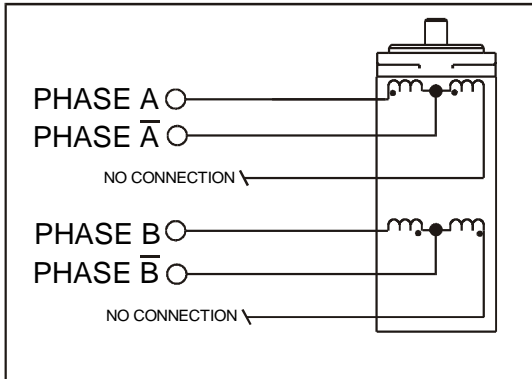 PHASE A
PHASE A̅
NO CONNECTION
PHASE B
PHASE B̅
NO CONNECTION